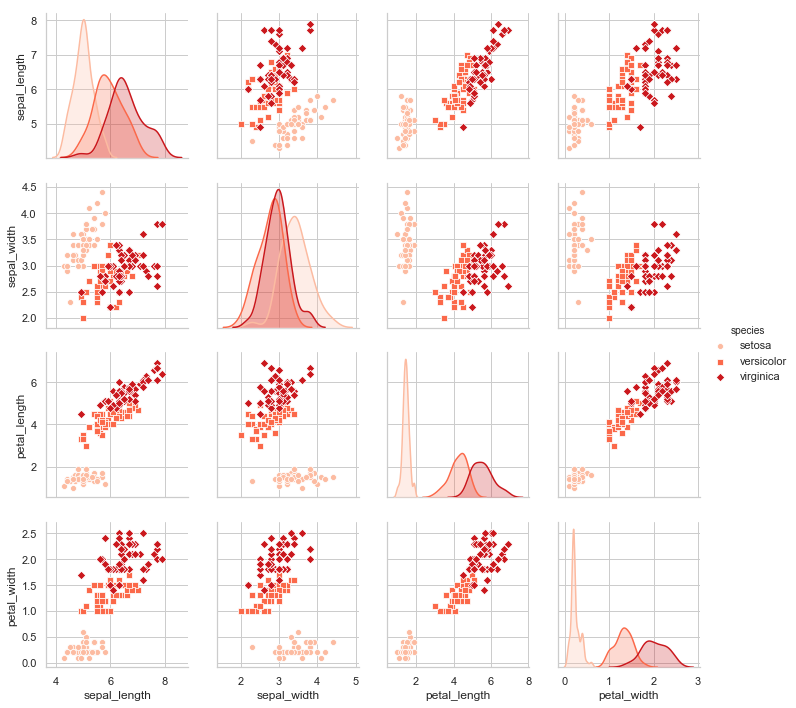 8
7
6
5
sepal_length
4.5
4.0
3.5
3.0
2.5
2.0
sepal_width
species
setosa
versicolor
virginica
6
4
2
petal_length
2.5
2.0
1.5
1.0
0.5
0.0
petal_width
4 6 8
2 3 4 5
2 4 6 8
0 1 2 3
sepal_length sepal_width petal_length petal_width